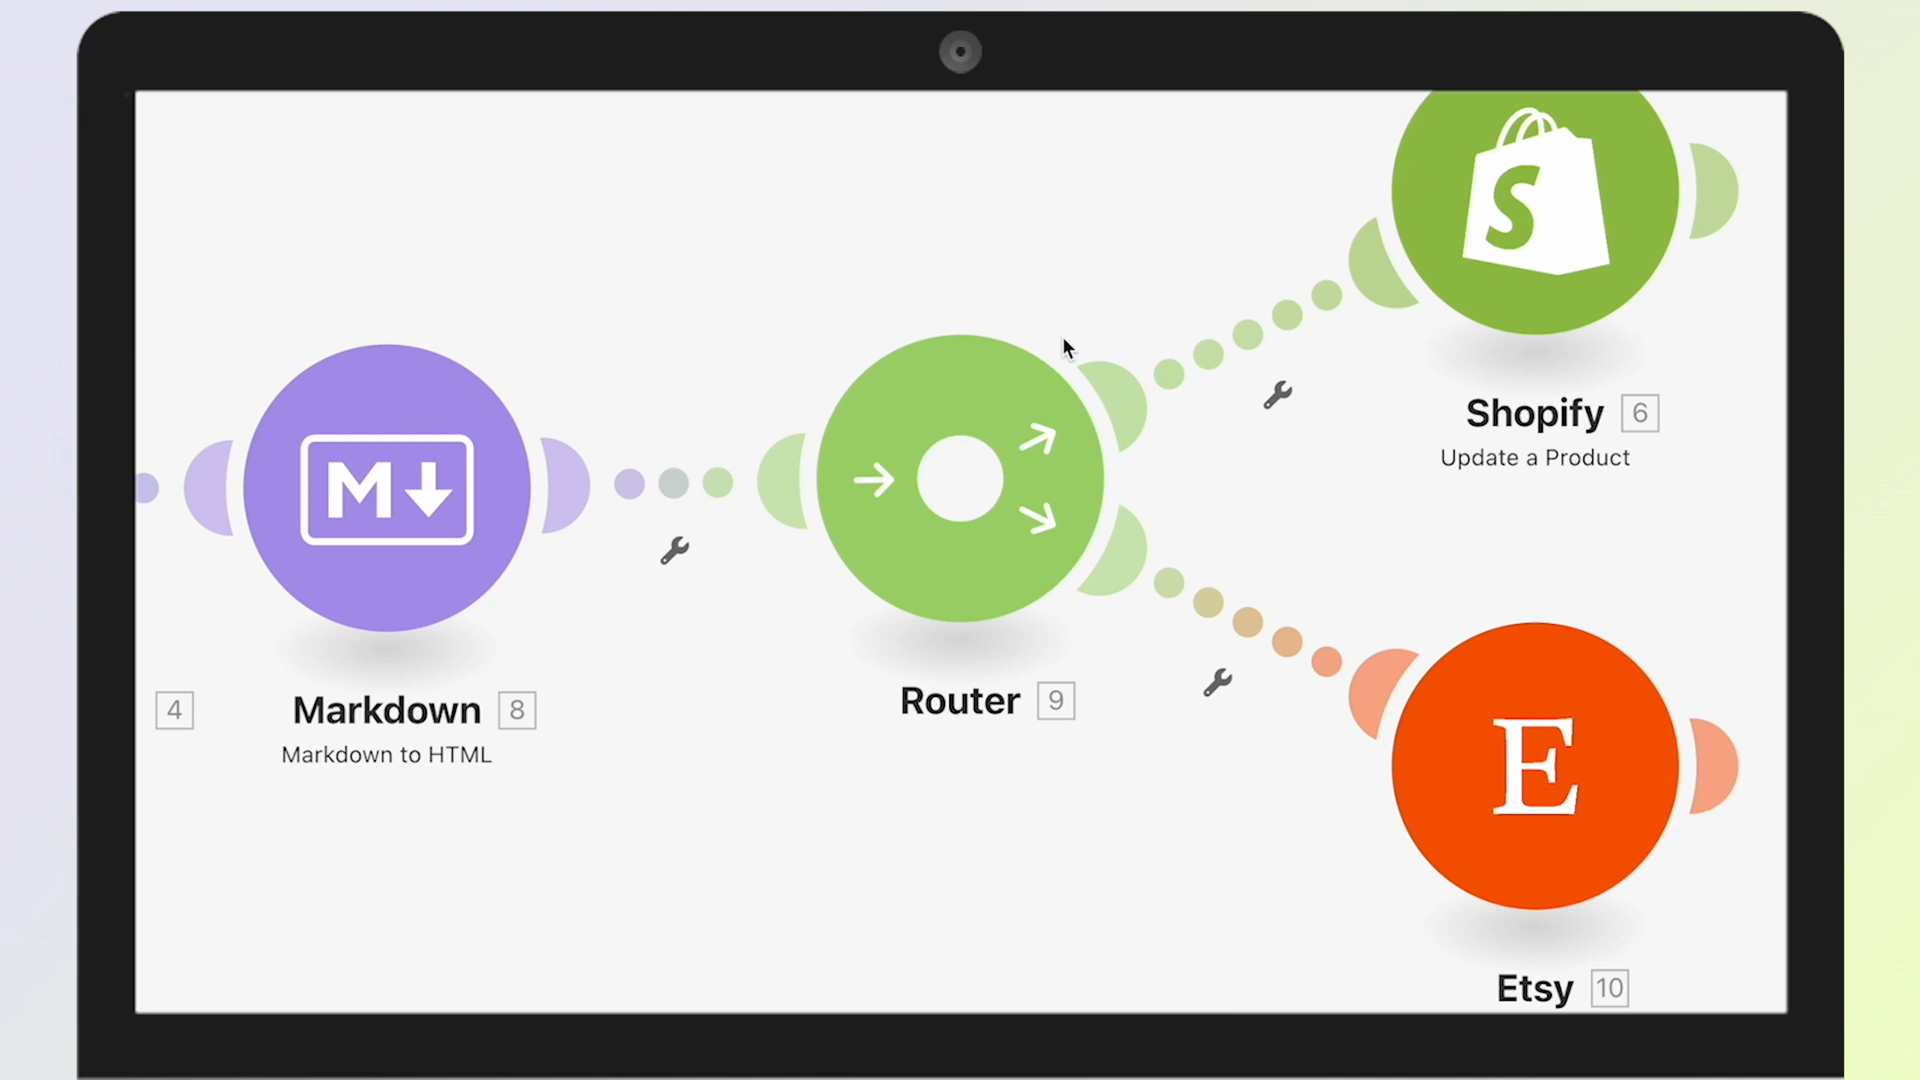 S
Shopify 6
Update a Product
M
4
Markdown 8
Markdown to HTML
Router 9
E
Etsy 10